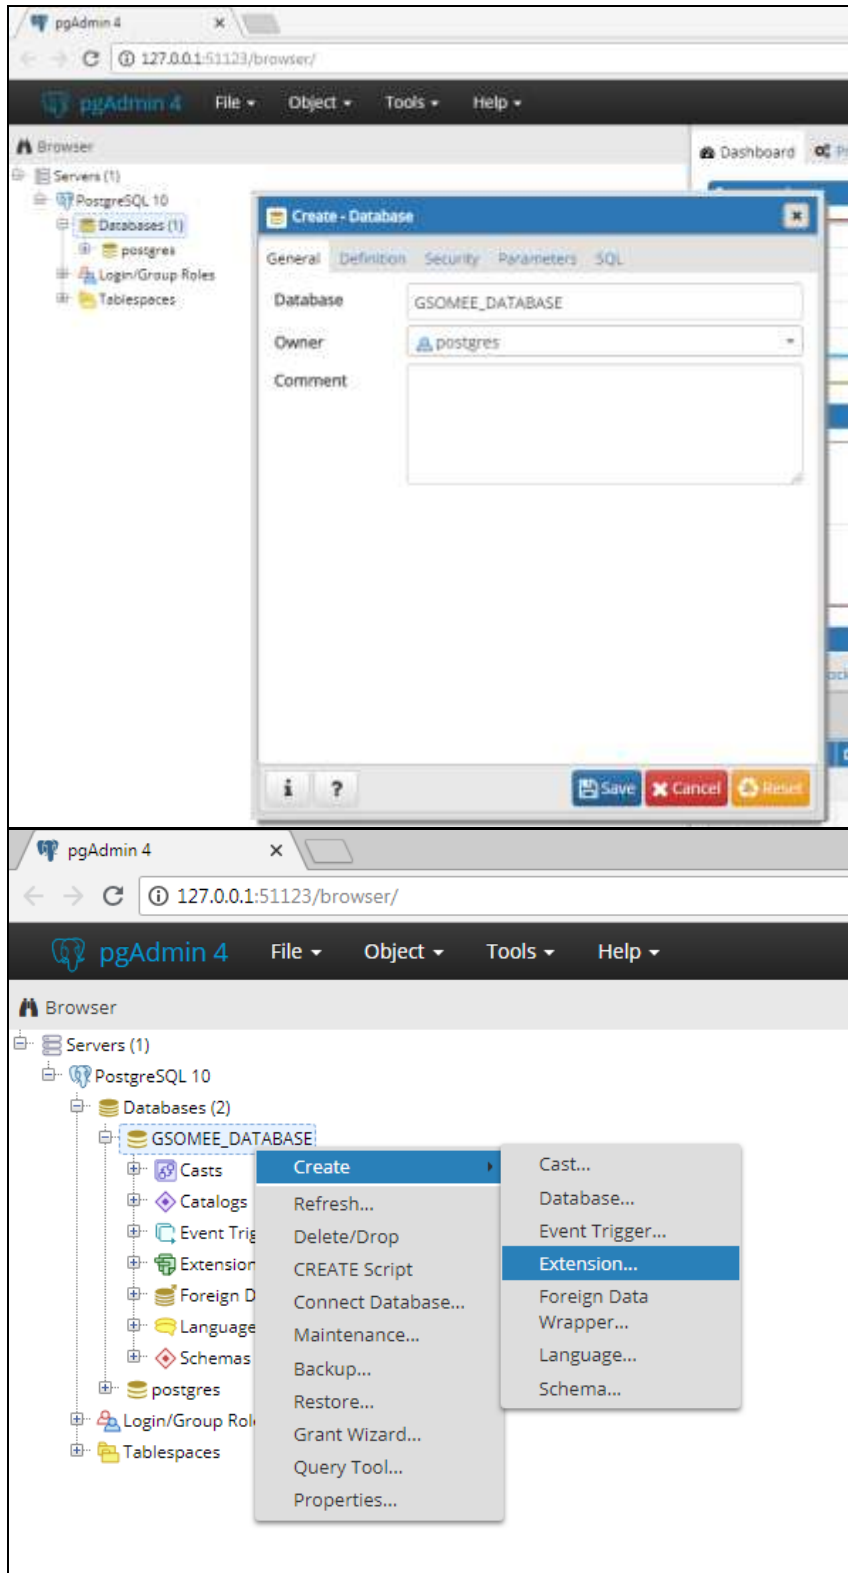 pgAdmin 4
127.0.0.1:51123/browser/
pgAdmin 4 File Object Tools Help
Browser
Dashboard
Servers (1)
PostgreSQL 10
Databases (1)
postgres
Login/Group Roles
Tablespaces
Create - Database
General Definition Security Parameters SQL
Database GSOMEE_DATABASE
Owner postgres
Comment
i ? Save Cancel Reset
pgAdmin 4
127.0.0.1:51123/browser/
pgAdmin 4 File Object Tools Help
Browser
Servers (1)
PostgreSQL 10
Databases (2)
GSOMEE_DATABASE
Casts
Catalogs
Event Trig
Extension
Foreign D
Language
Schemas
postgres
Login/Group Rol
Tablespaces
Create
Refresh...
Delete/Drop
CREATE Script
Connect Database...
Maintenance...
Backup...
Restore...
Grant Wizard...
Query Tool...
Properties...
Cast...
Database...
Event Trigger...
Extension...
Foreign Data
Wrapper...
Language...
Schema...